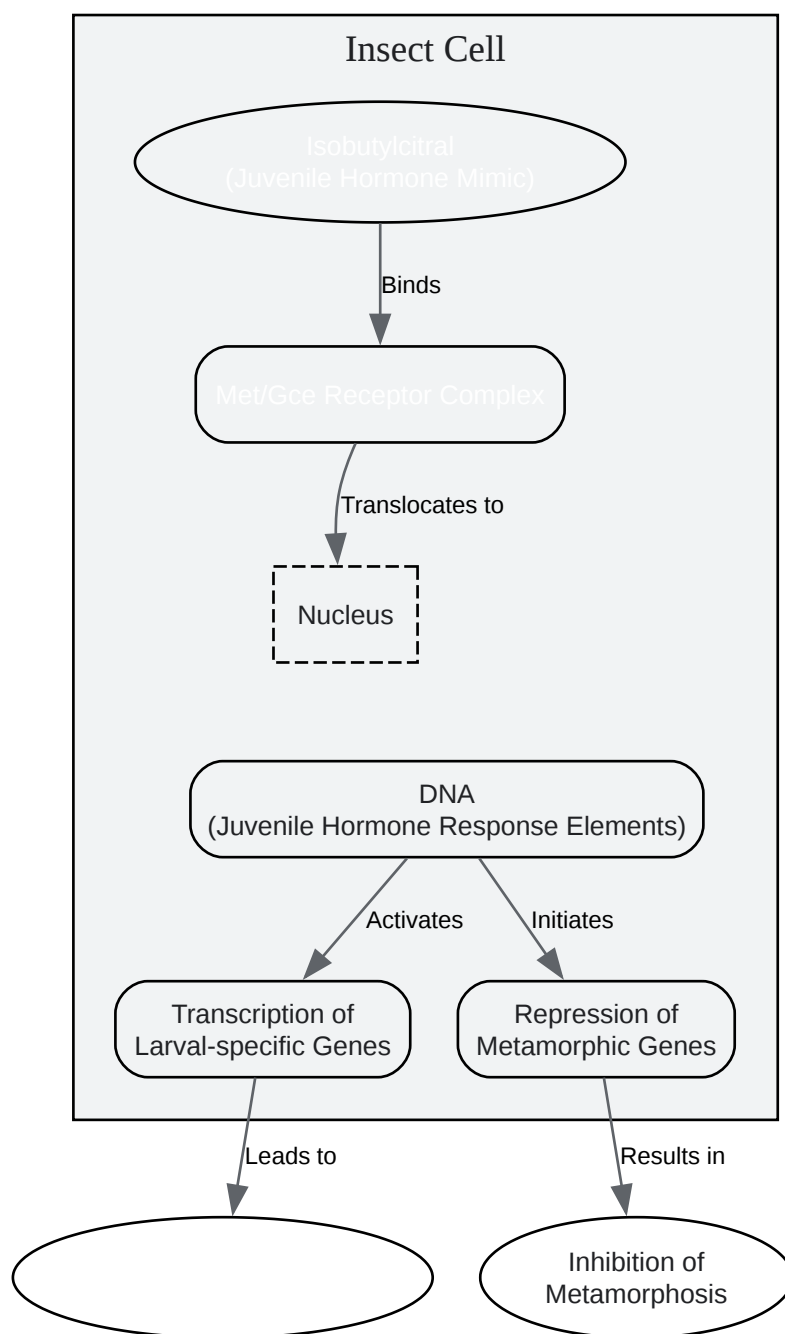 Insect Cell
Isobutylcitral
(Juvenile Hormone Mimic)
Binds
Met/Gce Receptor Complex
Translocates to
Nucleus
DNA
(Juvenile Hormone Response Elements)
Activates
Initiates
Transcription of
Larval-specific Genes
Repression of
Metamorphic Genes
Leads to
Results in
Inhibition of
Metamorphosis